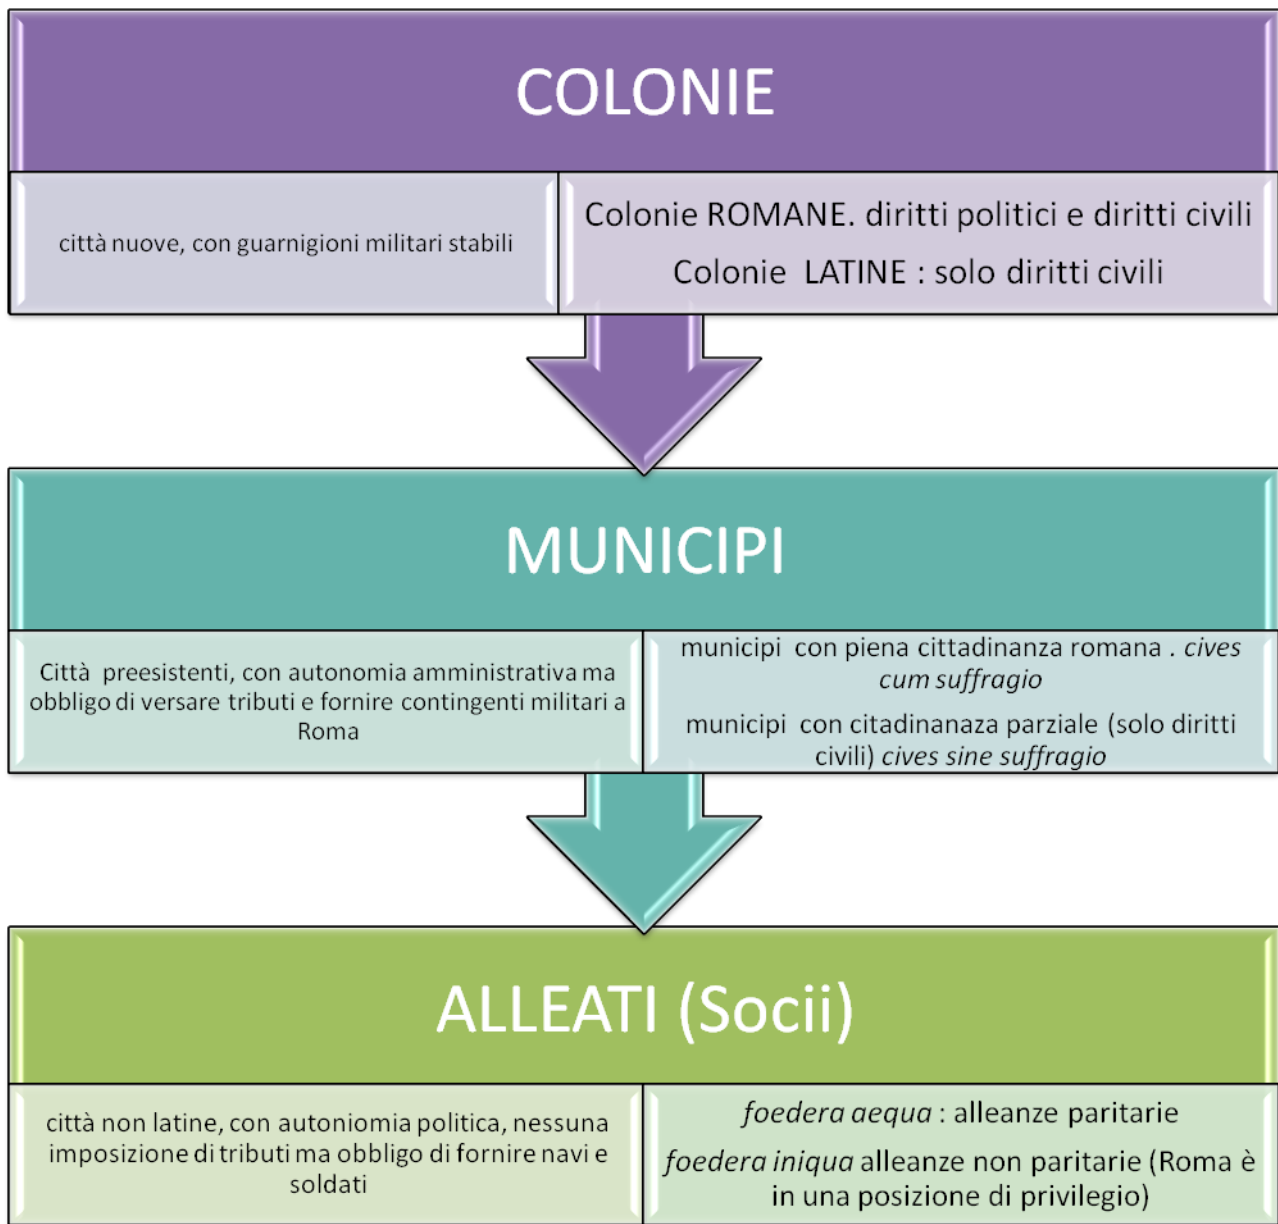 COLONIE
città nuove, con guarnigioni militari stabili
Colonie ROMANE. diritti politici e diritti civili
Colonie LATINE : solo diritti civili
MUNICIPI
Città preesistenti, con autonomia amministrativa ma
obbligo di versare tributi e fornire contingenti militari a
Roma
municipi con piena cittadinanza romana . cives
cum suffragio
municipi con citadinanaza parziale (solo diritti
civili) cives sine suffragio
ALLEATI (Socii)
città non latine, con autoniomia politica, nessuna
imposizione di tributi ma obbligo di fornire navi e
soldati
foedera aequa : alleanze paritarie
foedera iniqua alleanze non paritarie (Roma è
in una posizione di privilegio)